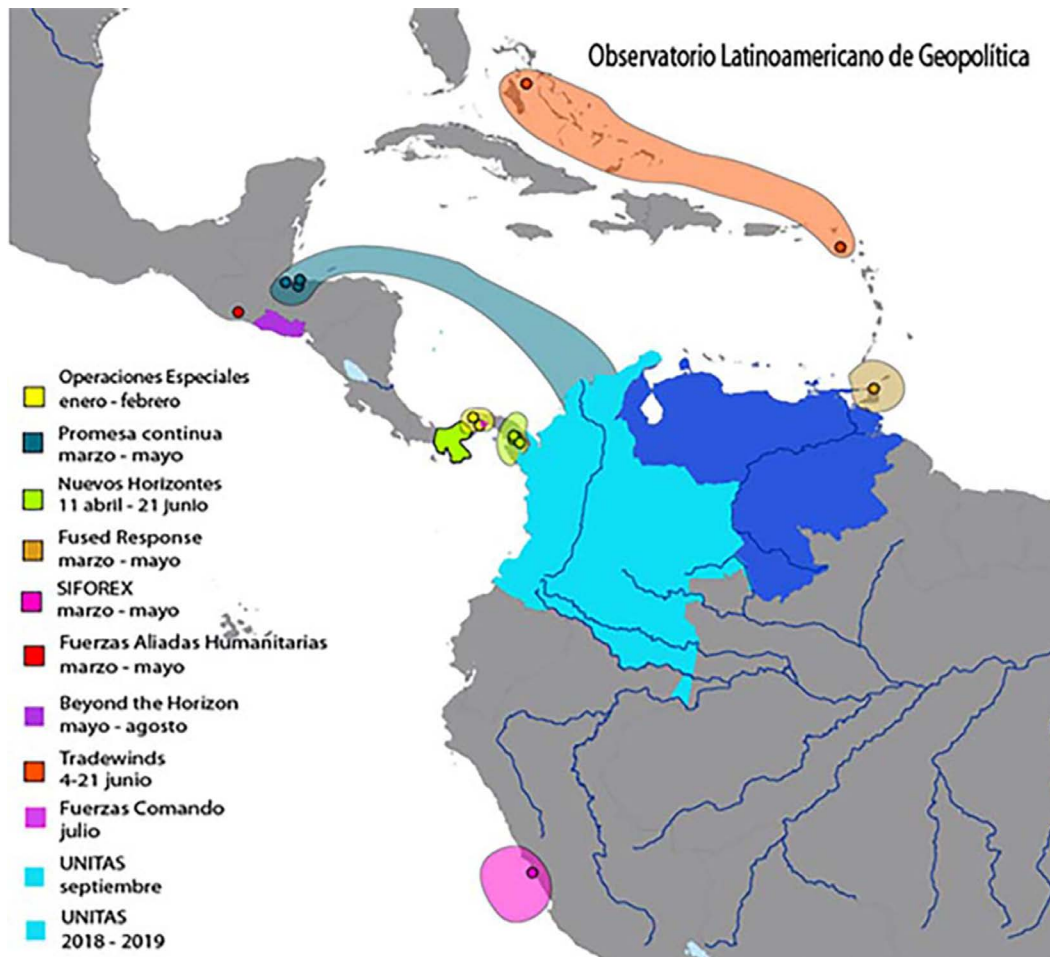 Observatorio Latinoamericano de Geopolítica
Operaciones Especiales
enero - febrero
Promesa continua
marzo - mayo
Nuevos Horizontes
11 abril - 21 junio
Fused Response
marzo - mayo
SIFOREX
marzo - mayo
Fuerzas Aliadas Humanitarias
marzo - mayo
Beyond the Horizon
mayo - agosto
Tradewinds
4-21 junio
Fuerzas Comando
julio
UNITAS
septiembre
UNITAS
2018 - 2019